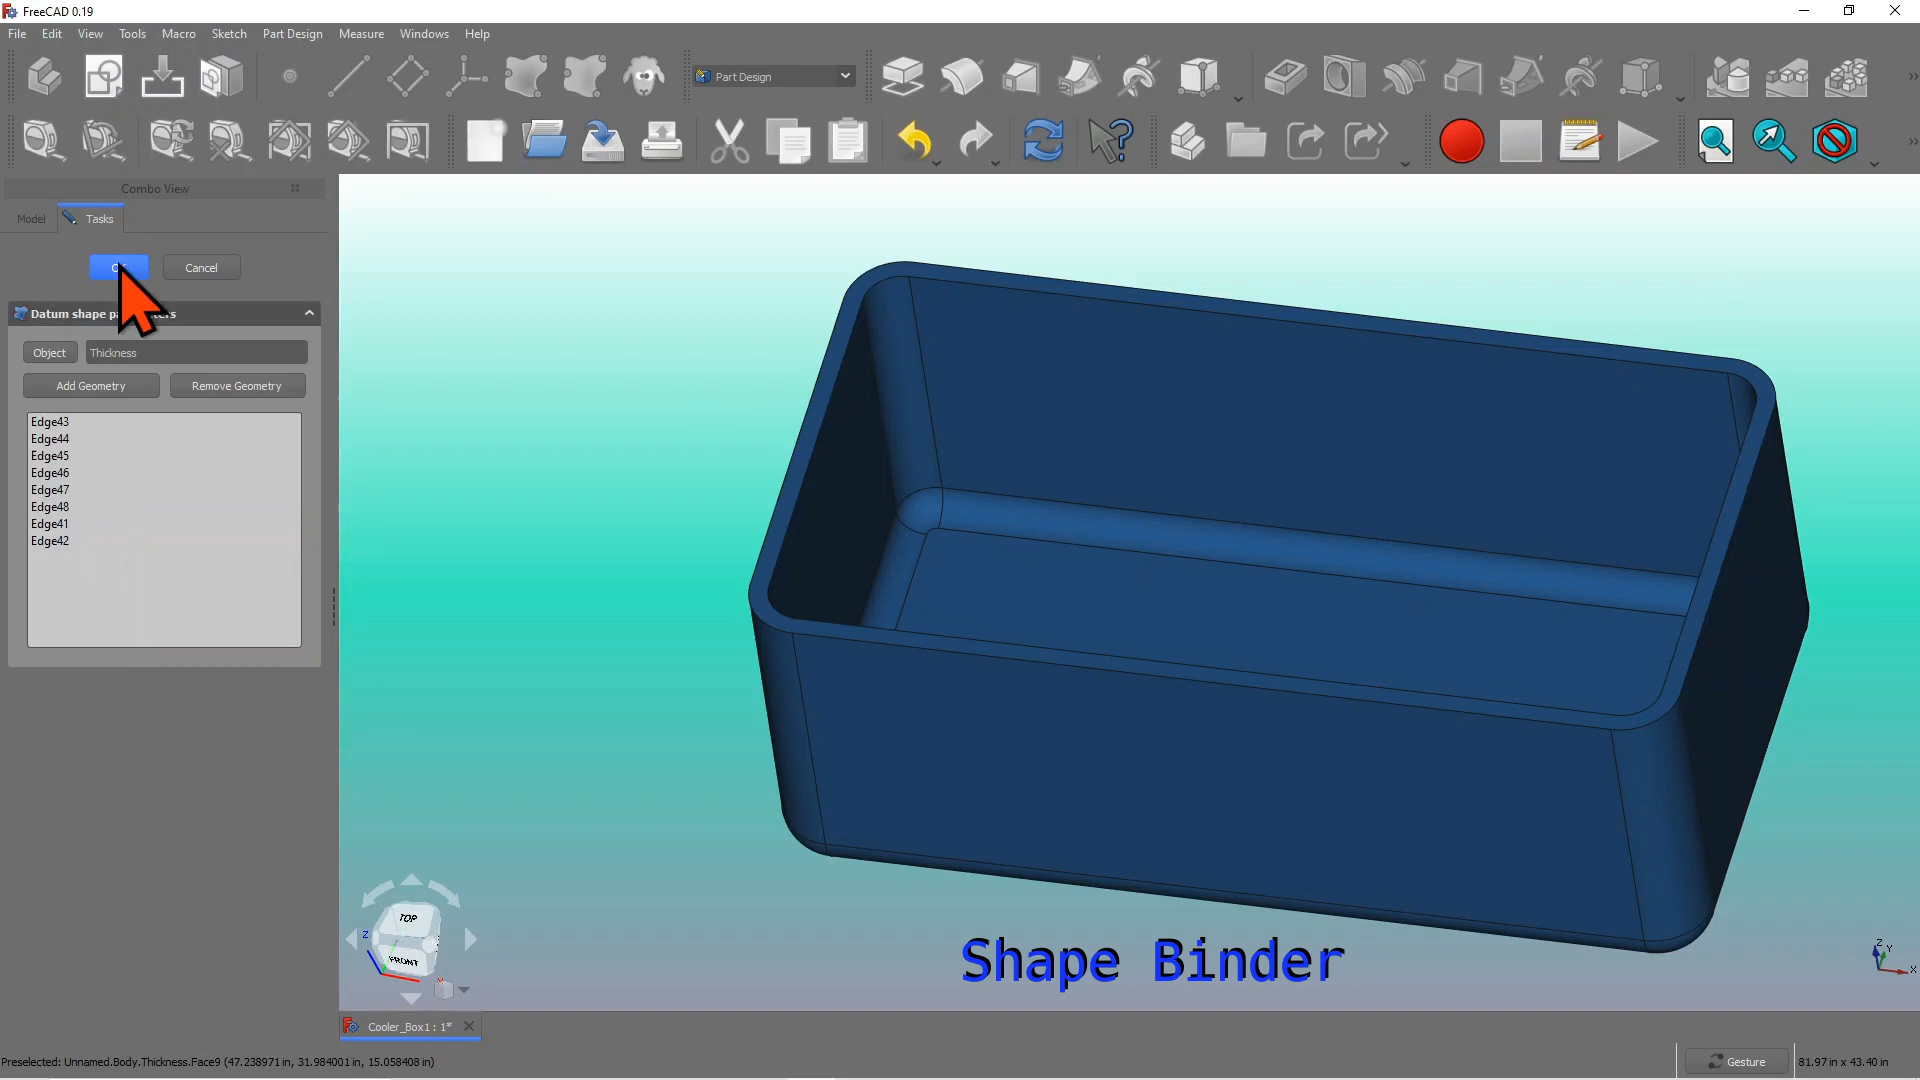 FreeCAD 0.19
File Edit View Tools Macro Sketch Part Design Measure Windows Help
Part Design
Combo View
Model Tasks
Cancel
Datum shape
Object Thickness
Add Geometry Remove Geometry
Edge43
Edge44
Edge45
Edge46
Edge47
Edge48
Edge41
Edge42
TOP
FRONT
Z
Shape Binder
Z
Y
X
Cooler_Box1 : 1*
Preselected: Unnamed.Body.Thickness.Face9 (47.238971 in, 31.984001 in, 15.058408 in)
Gesture
81.97 in x 43.40 in